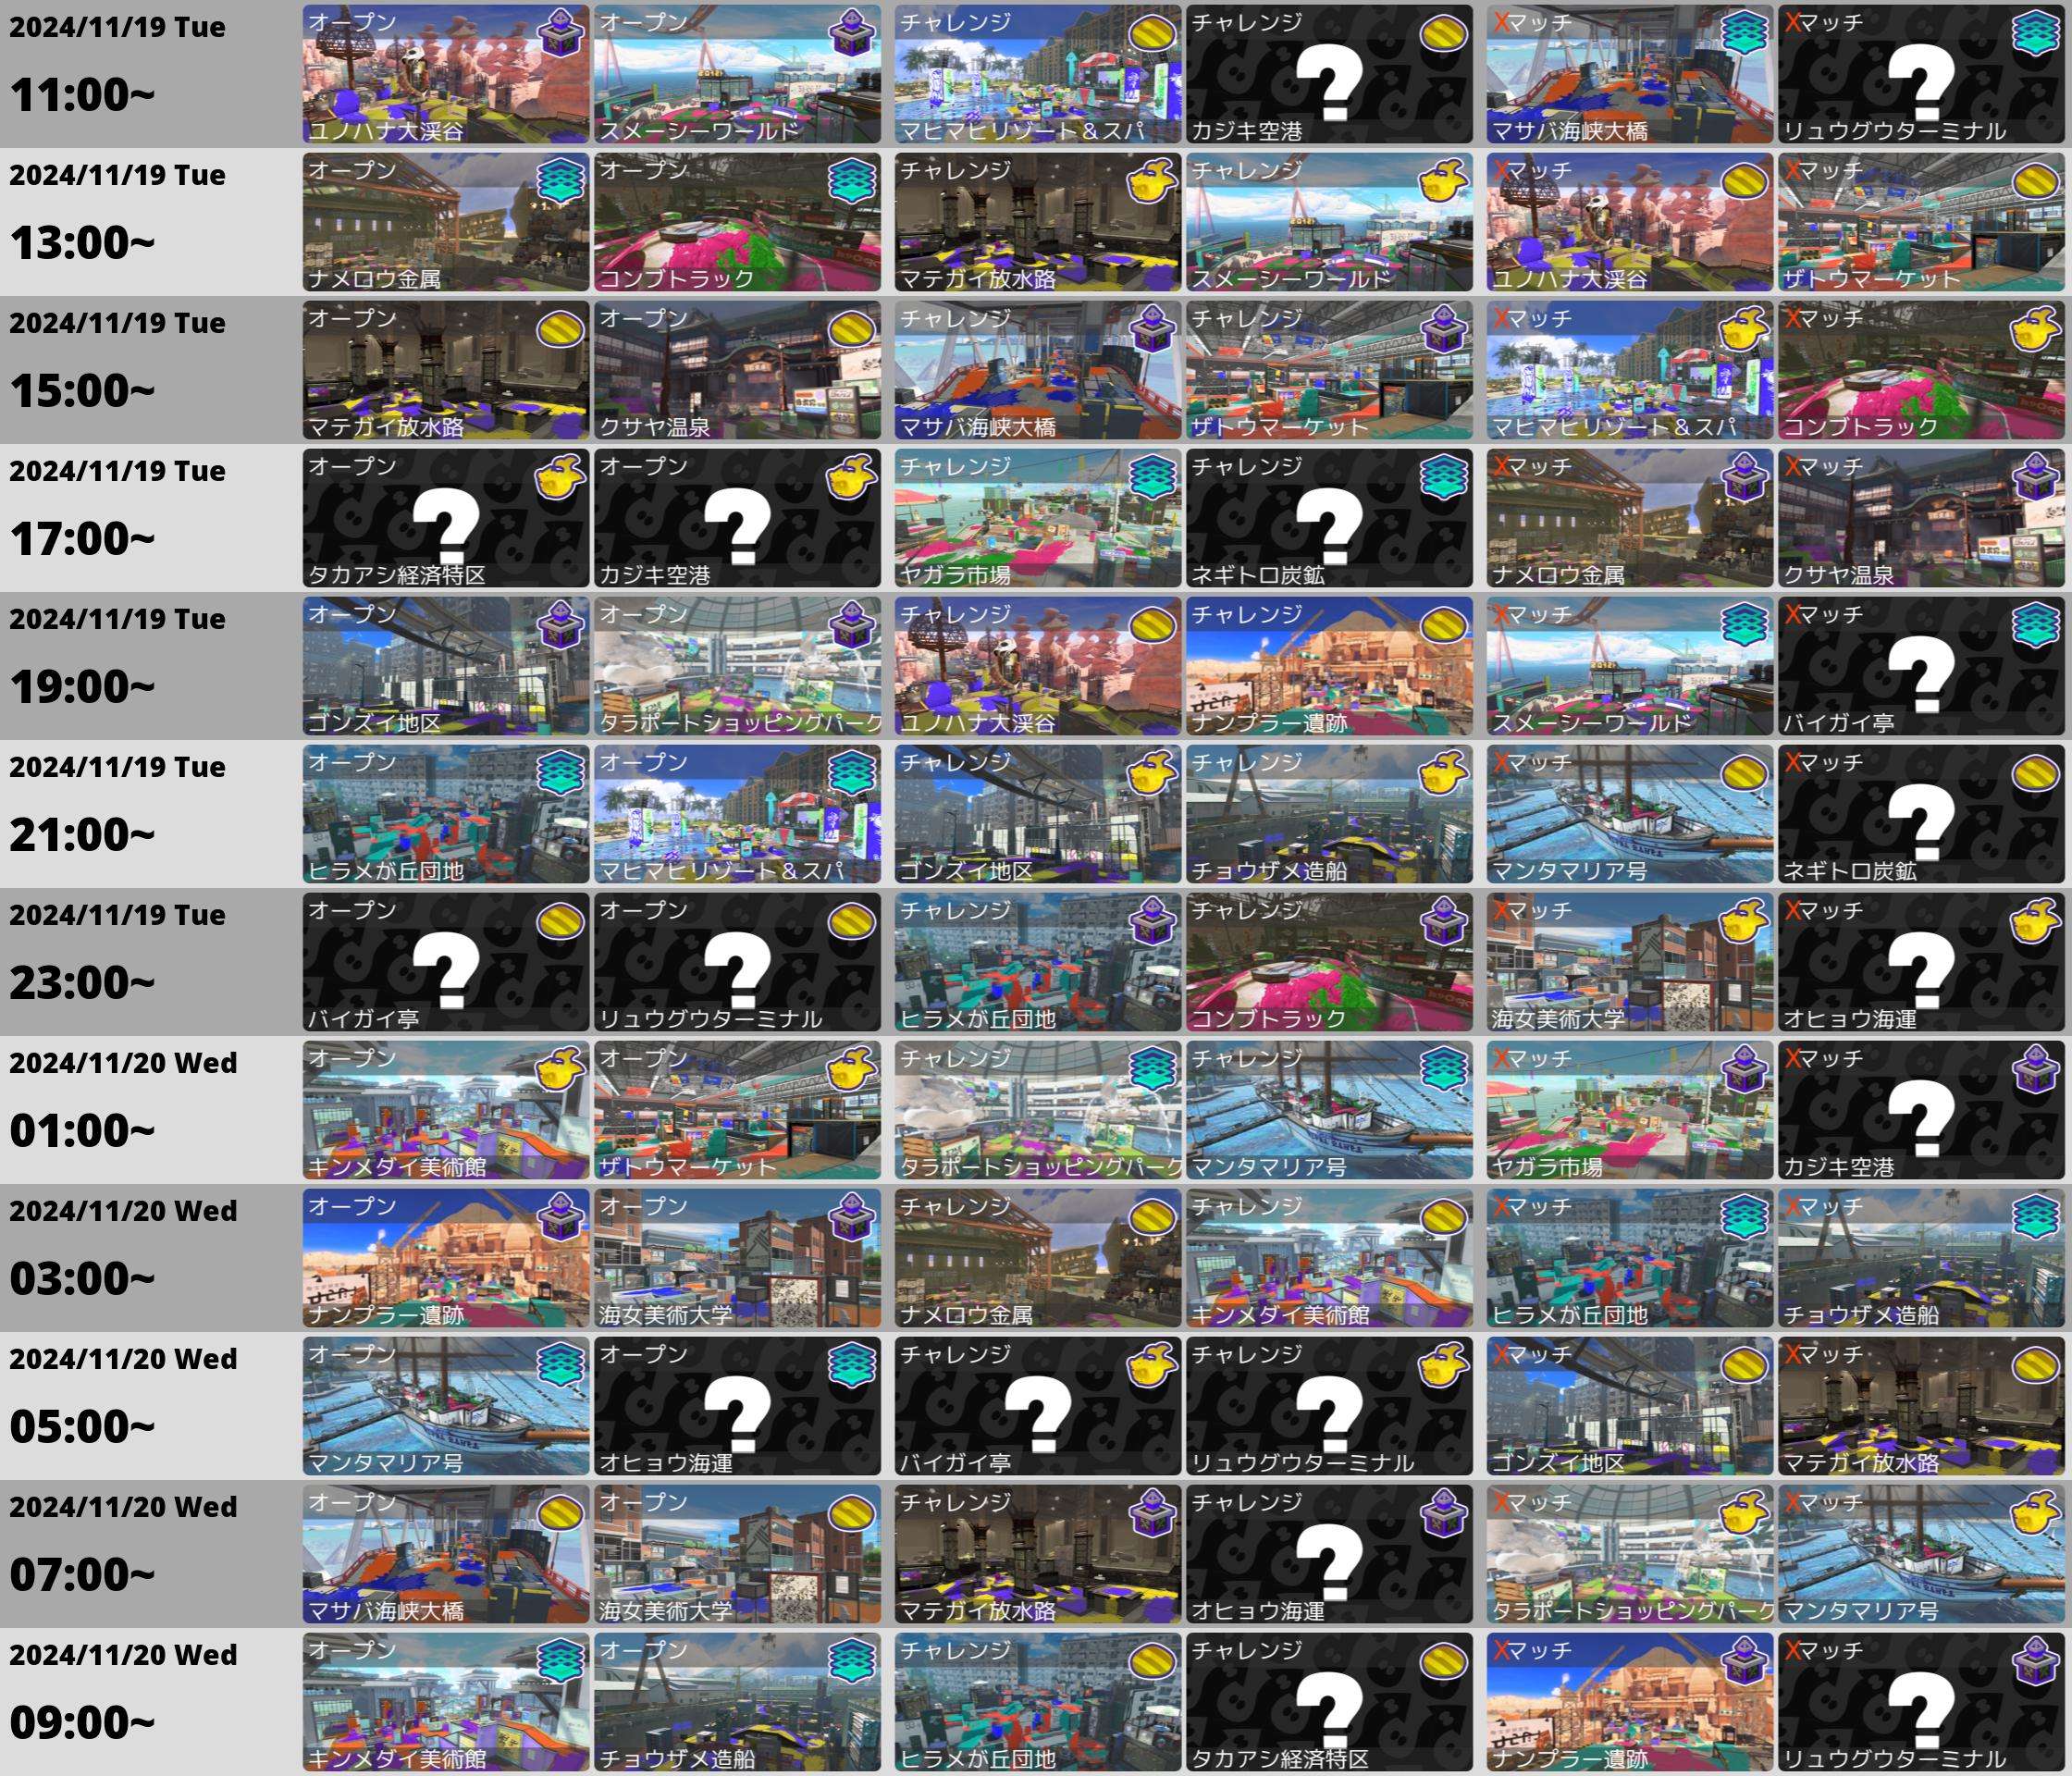 2024/11/19 Tue
11:00~
オープン
ユノハナ大渓谷
オープン
スメーシーワールド
チャレンジ
マヒマヒリゾート＆スパ
チャレンジ
カジキ空港
Xマッチ
マサバ海峡大橋
Xマッチ
リュウグウターミナル
2024/11/19 Tue
13:00~
オープン
ナメロウ金属
オープン
コンブトラック
チャレンジ
マテガイ放水路
チャレンジ
スメーシーワールド
Xマッチ
ユノハナ大渓谷
Xマッチ
ザトウマーケット
2024/11/19 Tue
15:00~
オープン
マテガイ放水路
オープン
クサヤ温泉
チャレンジ
マサバ海峡大橋
チャレンジ
ザトウマーケット
Xマッチ
マヒマヒリゾート＆スパ
Xマッチ
コンブトラック
2024/11/19 Tue
17:00~
オープン
タカアシ経済特区
オープン
カジキ空港
チャレンジ
ヤガラ市場
チャレンジ
ネギトロ炭鉱
Xマッチ
ナメロウ金属
Xマッチ
クサヤ温泉
2024/11/19 Tue
19:00~
オープン
ゴンズイ地区
オープン
タラポートショッピングパーク
チャレンジ
ユノハナ大渓谷
チャレンジ
ナンプラー遺跡
Xマッチ
スメーシーワールド
Xマッチ
バイガイ亭
2024/11/19 Tue
21:00~
オープン
ヒラメが丘団地
オープン
マヒマヒリゾート＆スパ
チャレンジ
ゴンズイ地区
チャレンジ
チョウザメ造船
Xマッチ
マンタマリア号
Xマッチ
ネギトロ炭鉱
2024/11/19 Tue
23:00~
オープン
バイガイ亭
オープン
リュウグウターミナル
チャレンジ
ヒラメが丘団地
チャレンジ
コンブトラック
Xマッチ
海女美術大学
Xマッチ
オヒョウ海運
2024/11/20 Wed
01:00~
オープン
キンメダイ美術館
オープン
ザトウマーケット
チャレンジ
タラポートショッピングパーク
チャレンジ
マンタマリア号
Xマッチ
ヤガラ市場
Xマッチ
カジキ空港
2024/11/20 Wed
03:00~
オープン
ナンプラー遺跡
オープン
海女美術大学
チャレンジ
ナメロウ金属
チャレンジ
キンメダイ美術館
Xマッチ
ヒラメが丘団地
Xマッチ
チョウザメ造船
2024/11/20 Wed
05:00~
オープン
マンタマリア号
オープン
オヒョウ海運
チャレンジ
バイガイ亭
チャレンジ
リュウグウターミナル
Xマッチ
ゴンズイ地区
Xマッチ
マテガイ放水路
2024/11/20 Wed
07:00~
オープン
マサバ海峡大橋
オープン
海女美術大学
チャレンジ
マテガイ放水路
チャレンジ
オヒョウ海運
Xマッチ
タラポートショッピングパーク
Xマッチ
マンタマリア号
2024/11/20 Wed
09:00~
オープン
キンメダイ美術館
オープン
チョウザメ造船
チャレンジ
ヒラメが丘団地
チャレンジ
タカアシ経済特区
Xマッチ
ナンプラー遺跡
Xマッチ
リュウグウターミナル